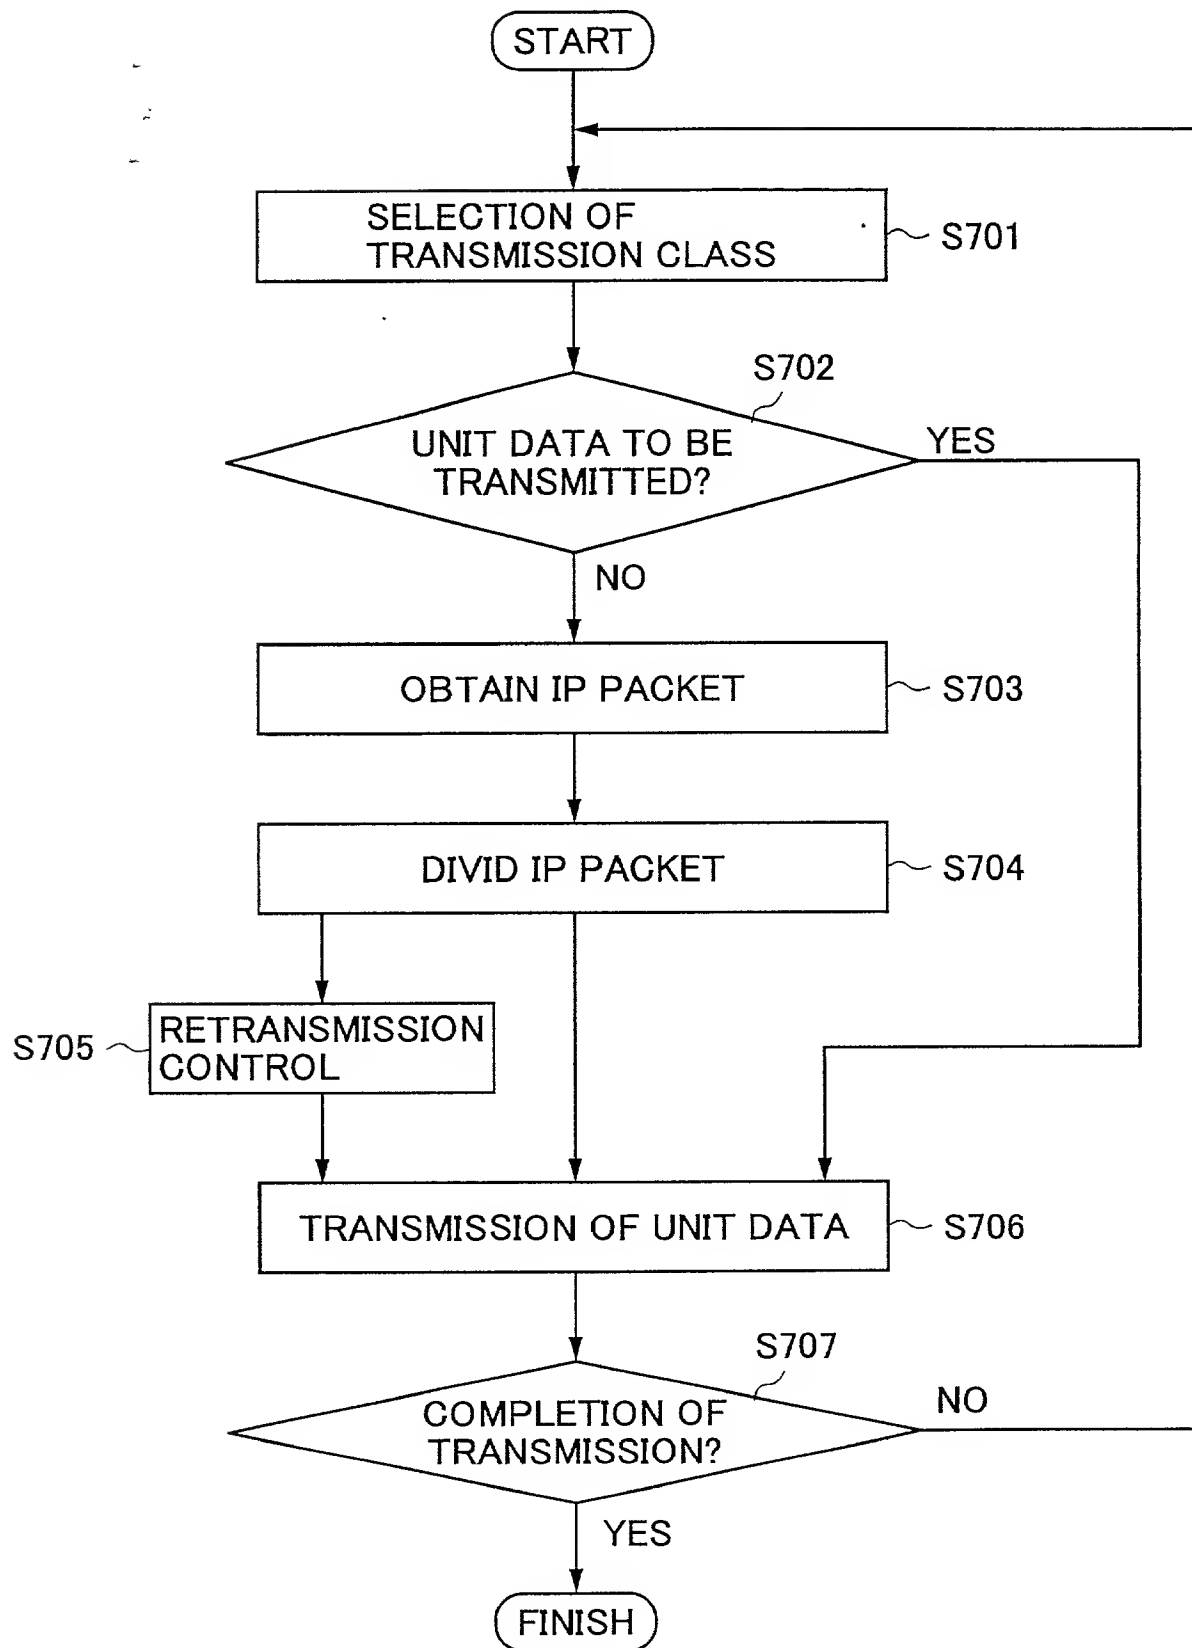 START
SELECTION OF
TRANSMISSION CLASS
S701
S702
UNIT DATA TO BE
TRANSMITTED?
YES
NO
OBTAIN IP PACKET
S703
DIVID IP PACKET
S704
S705
RETRANSMISSION
CONTROL
TRANSMISSION OF UNIT DATA
S706
S707
COMPLETION OF
TRANSMISSION?
NO
YES
FINISH